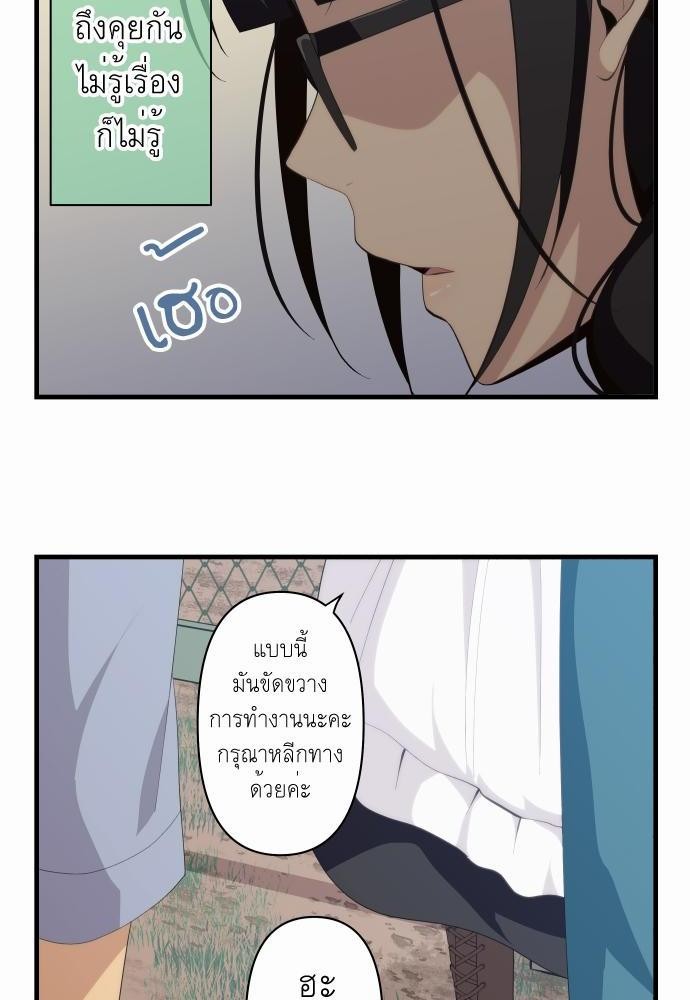 ถึงคุยกัน
ไม่รู้เรื่อง
ก็ไม่รู้
เฮ้อ
แบบนี้
มันขัดขวาง
การทำงานนะคะ
กรุณาหลีกทาง
ด้วยค่ะ
ฮะ